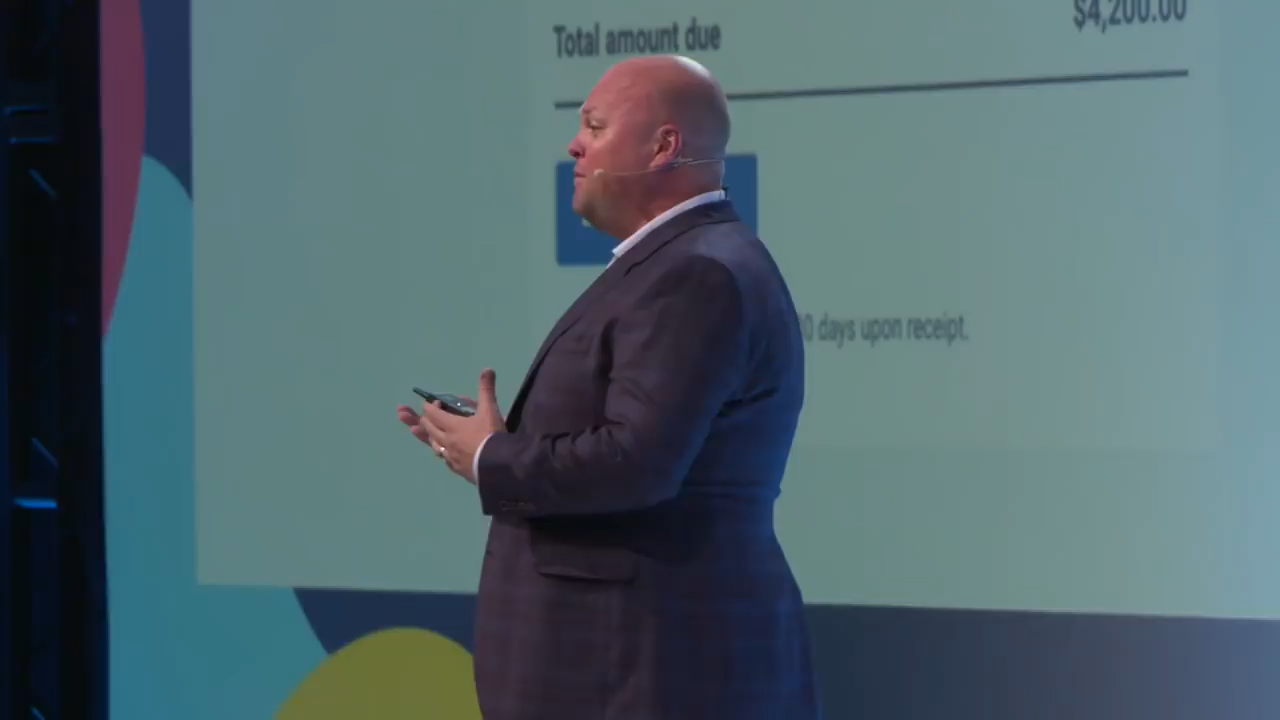 $4,200.00
Total amount due
days upon receipt.